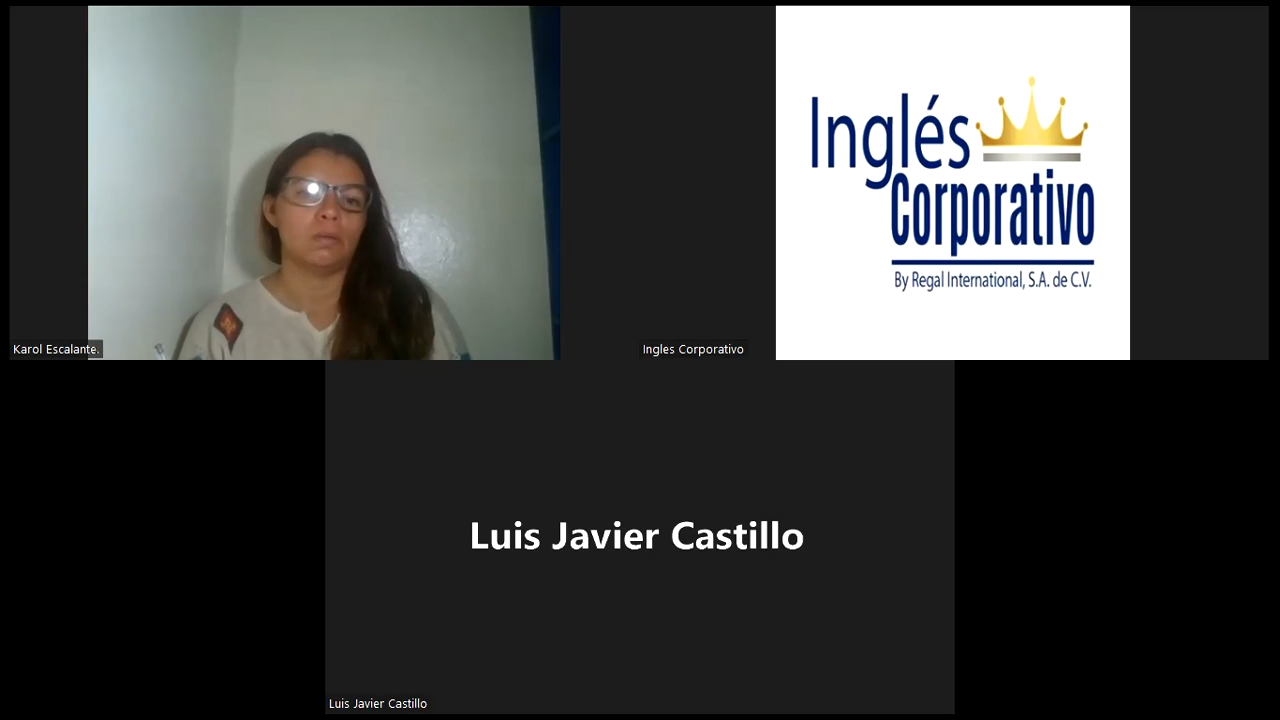 Inglés
Corporativo
By Regal International, S.A. de C.V.
Karol Escalante.
Ingles Corporativo
Luis Javier Castillo
Luis Javier Castillo